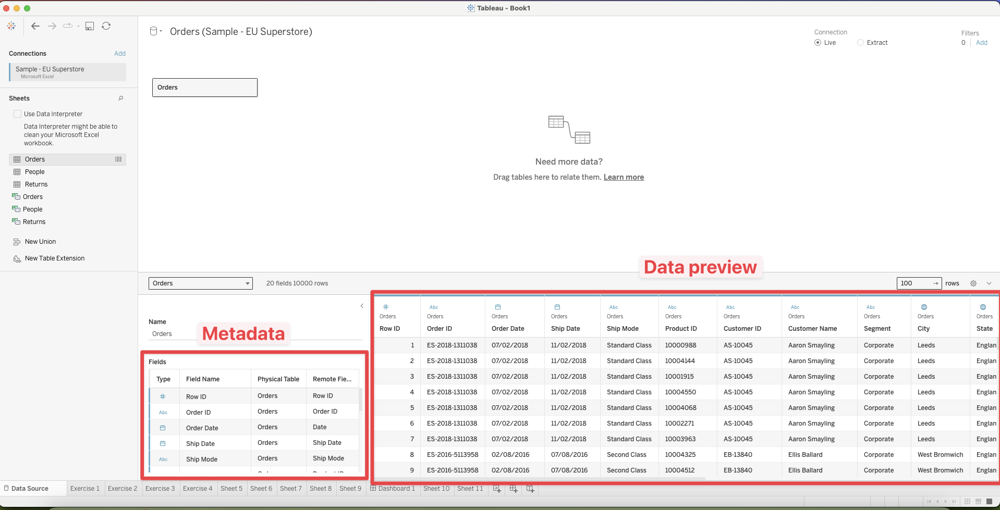 Tableau - Book1
Connections Add
Sample - EU Superstore
Microsoft Excel
Sheets
Use Data Interpreter
Data Interpreter might be able to
clean your Microsoft Excel
workbook.
Orders
People
Returns
Orders
People
Returns
New Union
New Table Extension
Orders (Sample - EU Superstore)
Connection
Live Extract
Filters
0 Add
Orders
Need more data?
Drag tables here to relate them. Learn more
Data preview
Orders 20 fields 10000 rows
100 → rows
Name
Orders
Metadata
Fields
Type Field Name Physical Table Remote Fie...
# Row ID Orders Row ID
Abc Order ID Orders Order ID
Order Date Orders Date
Ship Date Orders Ship Date
Abc Ship Mode Orders Ship Mode
# Abc Abc Abc Abc Abc Abc
Orders Orders Orders Orders Orders Orders Orders Orders Orders Orders Orders
Row ID Order ID Order Date Ship Date Ship Mode Product ID Customer ID Customer Name Segment City State
1 ES-2018-1311038 07/02/2018 11/02/2018 Standard Class 10000988 AS-10045 Aaron Smayling Corporate Leeds Englan
2 ES-2018-1311038 07/02/2018 11/02/2018 Standard Class 10004144 AS-10045 Aaron Smayling Corporate Leeds Englan
3 ES-2018-1311038 07/02/2018 11/02/2018 Standard Class 10001915 AS-10045 Aaron Smayling Corporate Leeds Englan
4 ES-2018-1311038 07/02/2018 11/02/2018 Standard Class 10004550 AS-10045 Aaron Smayling Corporate Leeds Englan
5 ES-2018-1311038 07/02/2018 11/02/2018 Standard Class 10004068 AS-10045 Aaron Smayling Corporate Leeds Englan
6 ES-2018-1311038 07/02/2018 11/02/2018 Standard Class 10002271 AS-10045 Aaron Smayling Corporate Leeds Englan
7 ES-2018-1311038 07/02/2018 11/02/2018 Standard Class 10003963 AS-10045 Aaron Smayling Corporate Leeds Englan
8 ES-2016-5113958 02/08/2016 07/08/2016 Second Class 10004325 EB-13840 Ellis Ballard Corporate West Bromwich Englan
9 ES-2016-5113958 02/08/2016 07/08/2016 Second Class 10004512 EB-13840 Ellis Ballard Corporate West Bromwich Englan
Data Source Exercise 1 Exercise 2 Exercise 3 Exercise 4 Sheet 5 Sheet 6 Sheet 7 Sheet 8 Sheet 9 Dashboard 1 Sheet 10 Sheet 11